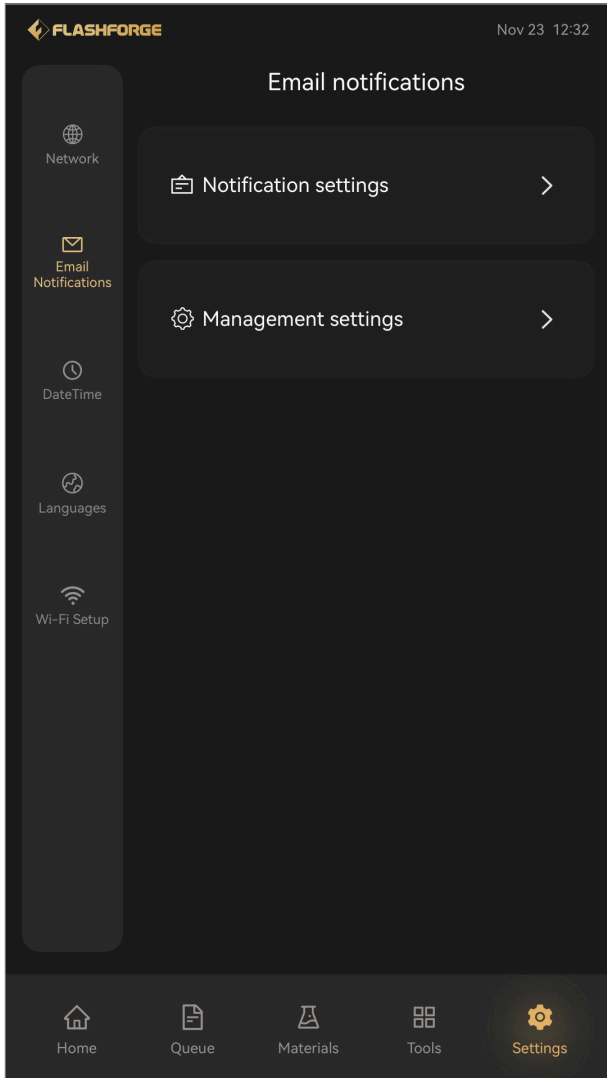 FLASHFORGE
Nov 23 12:32
Email notifications
Network
Email
Notifications
DateTime
Languages
Wi-Fi Setup
Notification settings
Management settings
Home
Queue
Materials
Tools
Settings